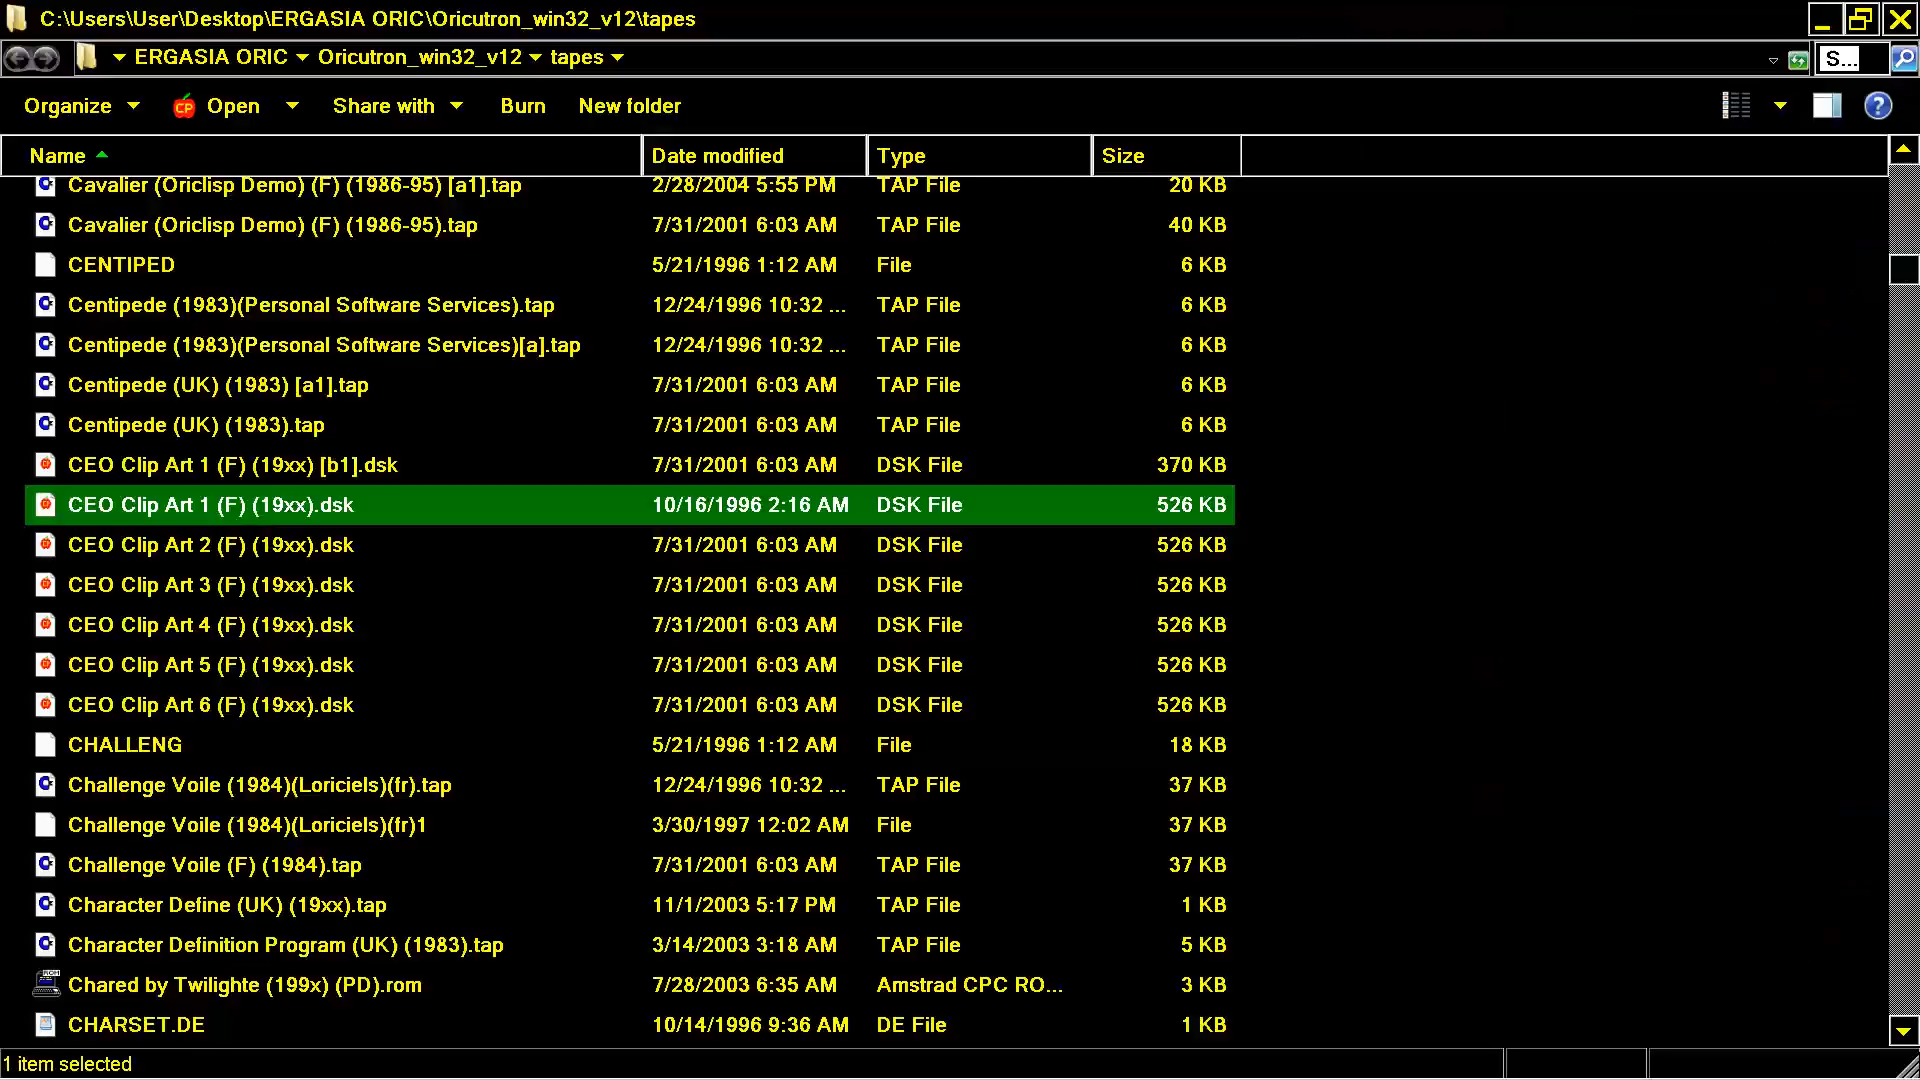 C:\Users\User\Desktop\ERGASIA ORIC\Oricutron_win32_v12\tapes
ERGASIA ORIC Oricutron_win32_v12 tapes S...
Organize CP Open Share with Burn New folder ?
Name Date modified Type Size
Cavalier (Oriclisp Demo) (F) (1986-95) [a1].tap 2/28/2004 5:55 PM TAP File 20 KB
Cavalier (Oriclisp Demo) (F) (1986-95).tap 7/31/2001 6:03 AM TAP File 40 KB
CENTIPED 5/21/1996 1:12 AM File 6 KB
Centipede (1983)(Personal Software Services).tap 12/24/1996 10:32 ... TAP File 6 KB
Centipede (1983)(Personal Software Services)[a].tap 12/24/1996 10:32 ... TAP File 6 KB
Centipede (UK) (1983) [a1].tap 7/31/2001 6:03 AM TAP File 6 KB
Centipede (UK) (1983).tap 7/31/2001 6:03 AM TAP File 6 KB
CEO Clip Art 1 (F) (19xx) [b1].dsk 7/31/2001 6:03 AM DSK File 370 KB
CEO Clip Art 1 (F) (19xx).dsk 10/16/1996 2:16 AM DSK File 526 KB
CEO Clip Art 2 (F) (19xx).dsk 7/31/2001 6:03 AM DSK File 526 KB
CEO Clip Art 3 (F) (19xx).dsk 7/31/2001 6:03 AM DSK File 526 KB
CEO Clip Art 4 (F) (19xx).dsk 7/31/2001 6:03 AM DSK File 526 KB
CEO Clip Art 5 (F) (19xx).dsk 7/31/2001 6:03 AM DSK File 526 KB
CEO Clip Art 6 (F) (19xx).dsk 7/31/2001 6:03 AM DSK File 526 KB
CHALLENG 5/21/1996 1:12 AM File 18 KB
Challenge Voile (1984)(Loriciels)(fr).tap 12/24/1996 10:32 ... TAP File 37 KB
Challenge Voile (1984)(Loriciels)(fr)1 3/30/1997 12:02 AM File 37 KB
Challenge Voile (F) (1984).tap 7/31/2001 6:03 AM TAP File 37 KB
Character Define (UK) (19xx).tap 11/1/2003 5:17 PM TAP File 1 KB
Character Definition Program (UK) (1983).tap 3/14/2003 3:18 AM TAP File 5 KB
Chared by Twilighte (199x) (PD).rom 7/28/2003 6:35 AM Amstrad CPC RO... 3 KB
CHARSET.DE 10/14/1996 9:36 AM DE File 1 KB
1 item selected